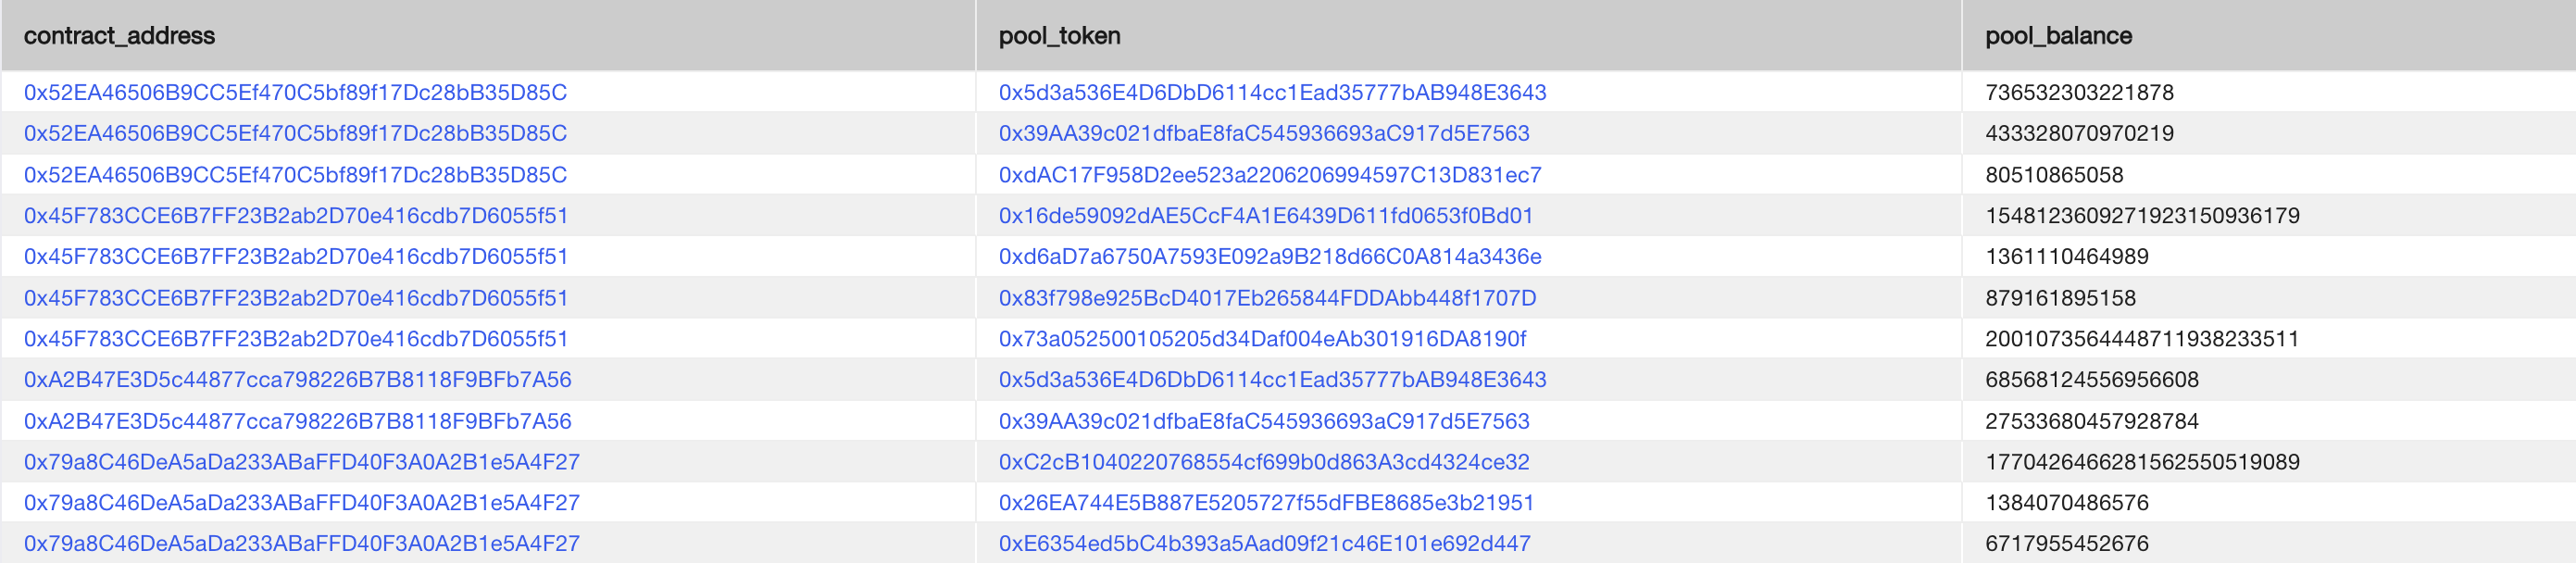 contract_address pool_token pool_balance
0x52EA46506B9CC5Ef470C5bf89f17Dc28bB35D85C 0x5d3a536E4D6DbD6114cc1Ead35777bAB948E3643 736532303221878
0x52EA46506B9CC5Ef470C5bf89f17Dc28bB35D85C 0x39AA39c021dfbaE8faC545936693aC917d5E7563 433328070970219
0x52EA46506B9CC5Ef470C5bf89f17Dc28bB35D85C 0xdAC17F958D2ee523a2206206994597C13D831ec7 80510865058
0x45F783CCE6B7FF23B2ab2D70e416cdb7D6055f51 0x16de59092dAE5CcF4A1E6439D611fd0653f0Bd01 1548123609271923150936179
0x45F783CCE6B7FF23B2ab2D70e416cdb7D6055f51 0xd6aD7a6750A7593E092a9B218d66C0A814a3436e 1361110464989
0x45F783CCE6B7FF23B2ab2D70e416cdb7D6055f51 0x83f798e925BcD4017Eb265844FDDAbb448f1707D 879161895158
0x45F783CCE6B7FF23B2ab2D70e416cdb7D6055f51 0x73a052500105205d34Daf004eAb301916DA8190f 2001073564448711938233511
0xA2B47E3D5c44877cca798226B7B8118F9BFb7A56 0x5d3a536E4D6DbD6114cc1Ead35777bAB948E3643 68568124556956608
0xA2B47E3D5c44877cca798226B7B8118F9BFb7A56 0x39AA39c021dfbaE8faC545936693aC917d5E7563 27533680457928784
0x79a8C46DeA5aDa233ABaFFD40F3A0A2B1e5A4F27 0xC2cB1040220768554cf699b0d863A3cd4324ce32 1770426466281562550519089
0x79a8C46DeA5aDa233ABaFFD40F3A0A2B1e5A4F27 0x26EA744E5B887E5205727f55dFBE8685e3b21951 1384070486576
0x79a8C46DeA5aDa233ABaFFD40F3A0A2B1e5A4F27 0xE6354ed5bC4b393a5Aad09f21c46E101e692d447 6717955452676